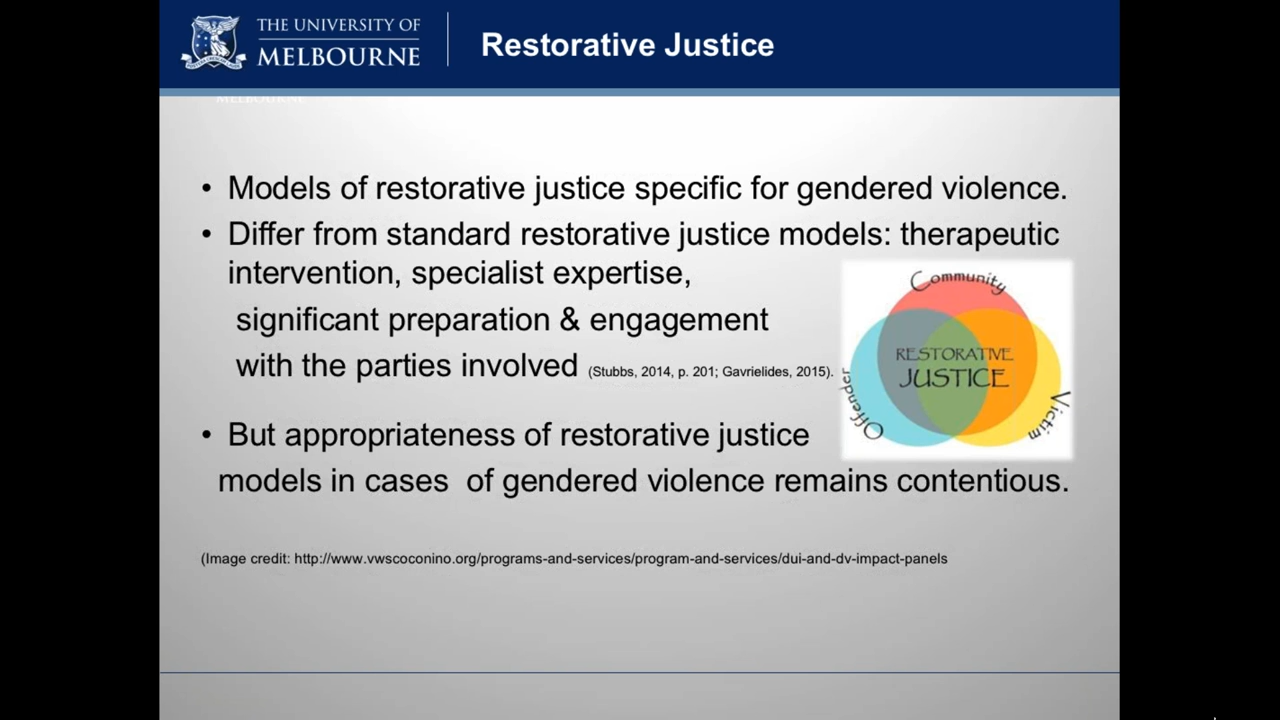 THE UNIVERSITY OF
MELBOURNE
Restorative Justice
MELBOURNE
• Models of restorative justice specific for gendered violence.
• Differ from standard restorative justice models: therapeutic
intervention, specialist expertise,
significant preparation & engagement
with the parties involved (Stubbs, 2014, p. 201; Gavrielides, 2015).
Community
RESTORATIVE
JUSTICE
Offender
Victim
• But appropriateness of restorative justice
models in cases of gendered violence remains contentious.
(Image credit: http://www.vwscoconino.org/programs-and-services/program-and-services/dui-and-dv-impact-panels